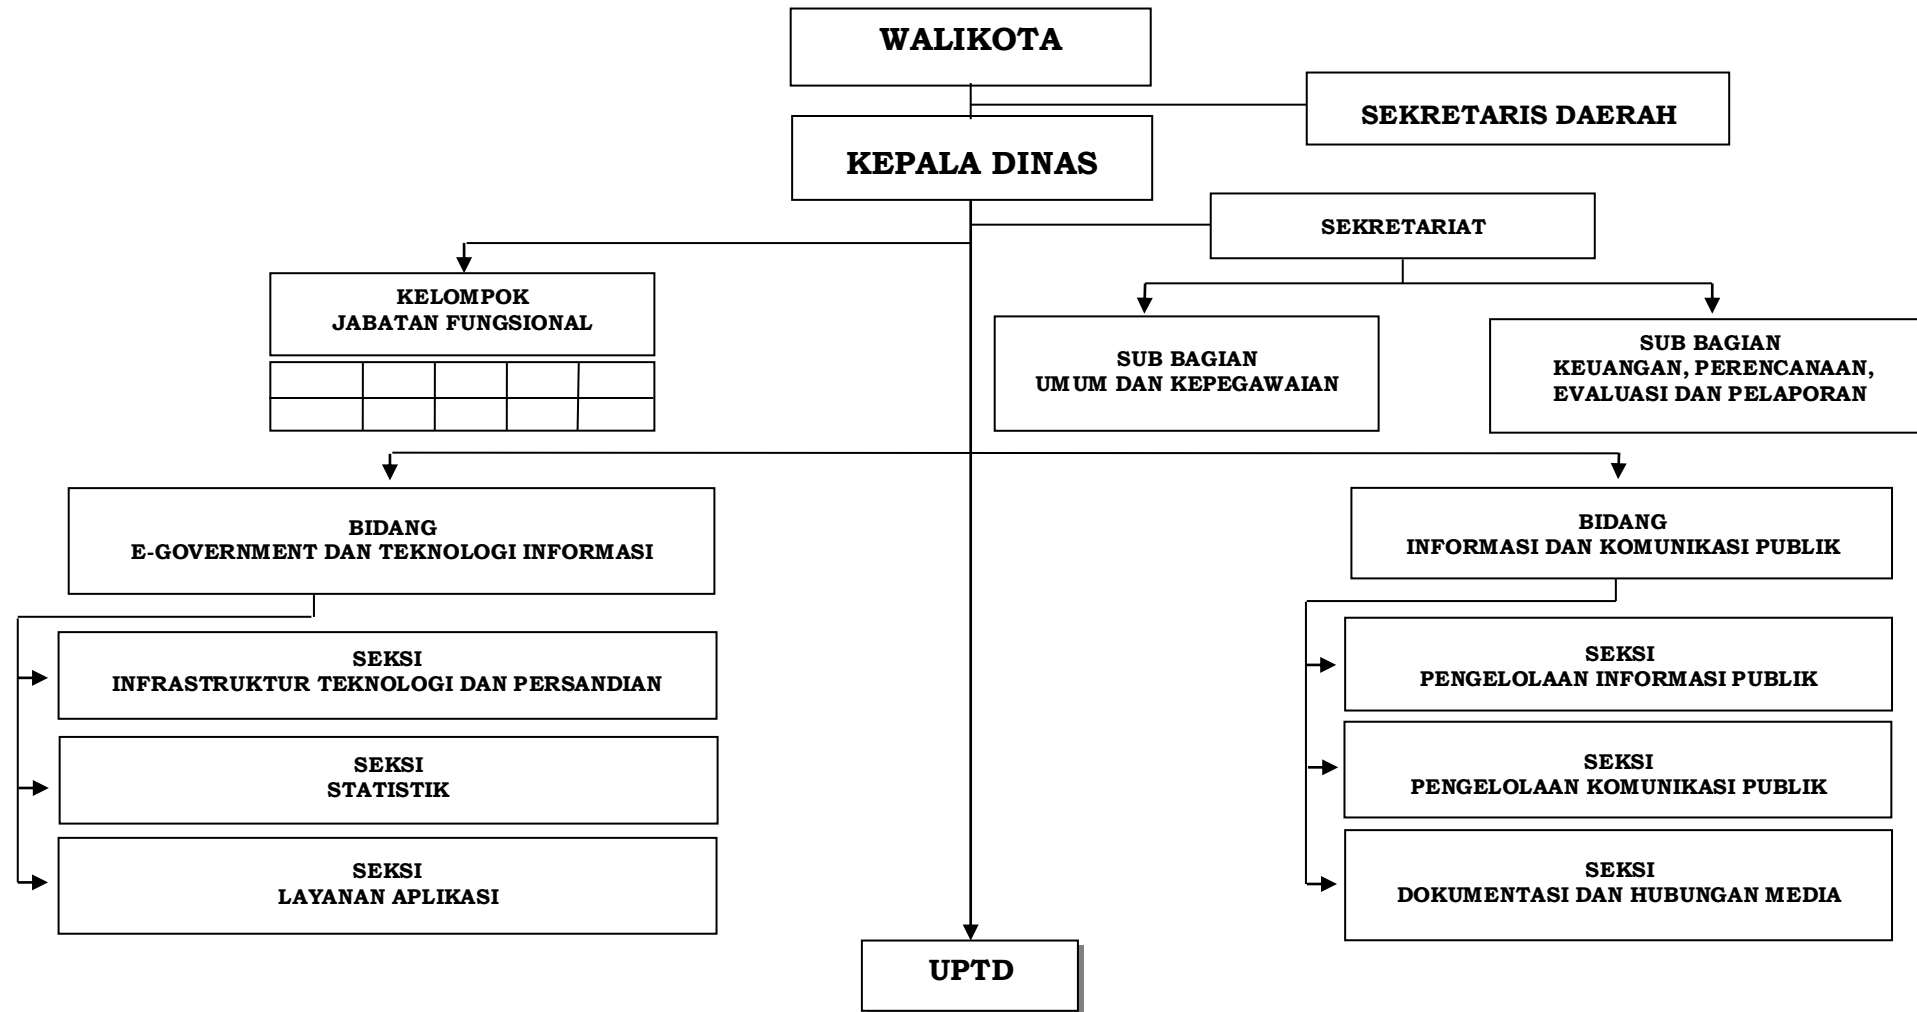 WALIKOTA
SEKRETARIS DAERAH
KEPALA DINAS
SEKRETARIAT
KELOMPOK
JABATAN FUNGSIONAL
SUB BAGIAN
UMUM DAN KEPEGAWAIAN
SUB BAGIAN
KEUANGAN, PERENCANAAN,
EVALUASI DAN PELAPORAN
BIDANG
E-GOVERNMENT DAN TEKNOLOGI INFORMASI
BIDANG
INFORMASI DAN KOMUNIKASI PUBLIK
SEKSI
INFRASTRUKTUR TEKNOLOGI DAN PERSANDIAN
SEKSI
STATISTIK
SEKSI
LAYANAN APLIKASI
SEKSI
PENGELOLAAN INFORMASI PUBLIK
SEKSI
PENGELOLAAN KOMUNIKASI PUBLIK
SEKSI
DOKUMENTASI DAN HUBUNGAN MEDIA
UPTD